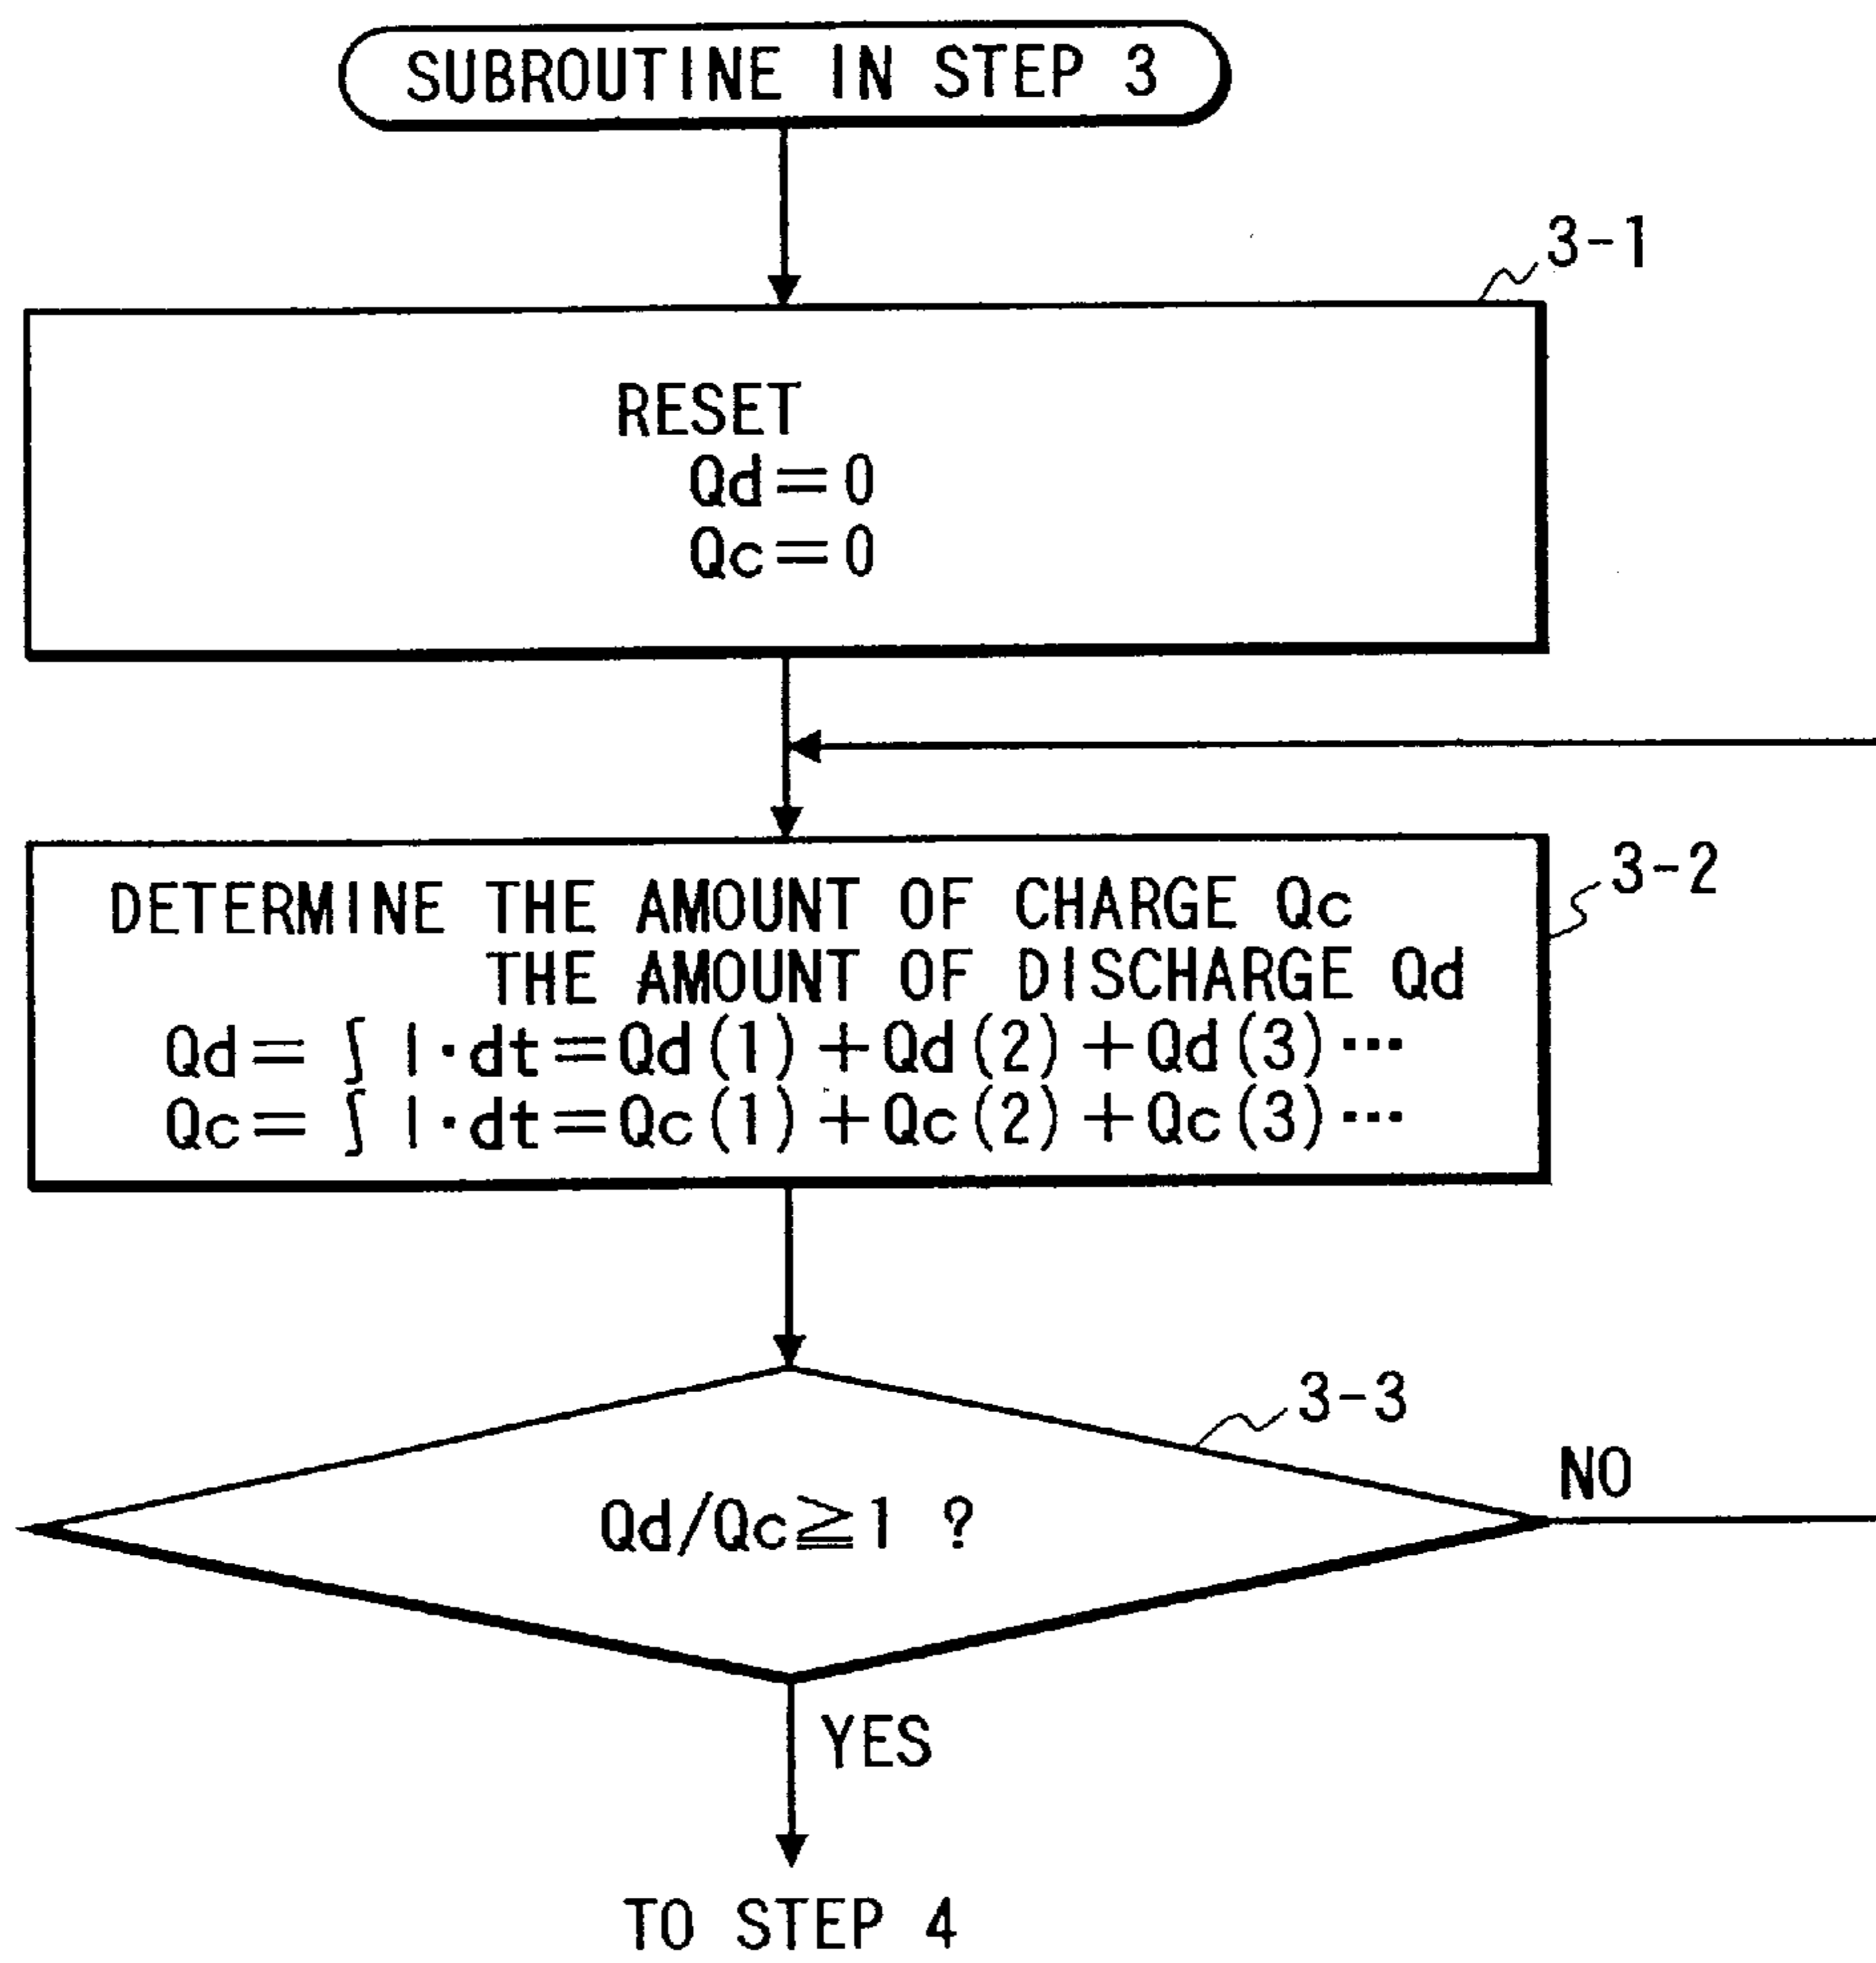 SUBROUTINE IN STEP 3
3-1
RESET
Qd=0
Qc=0
3-2
DETERMINE THE AMOUNT OF CHARGE Qc
THE AMOUNT OF DISCHARGE Qd
Qd=∫I·dt=Qd(1)+Qd(2)+Qd(3)···
Qc=∫I·dt=Qc(1)+Qc(2)+Qc(3)···
3-3
Qd/Qc≧1 ?
NO
YES
TO STEP 4